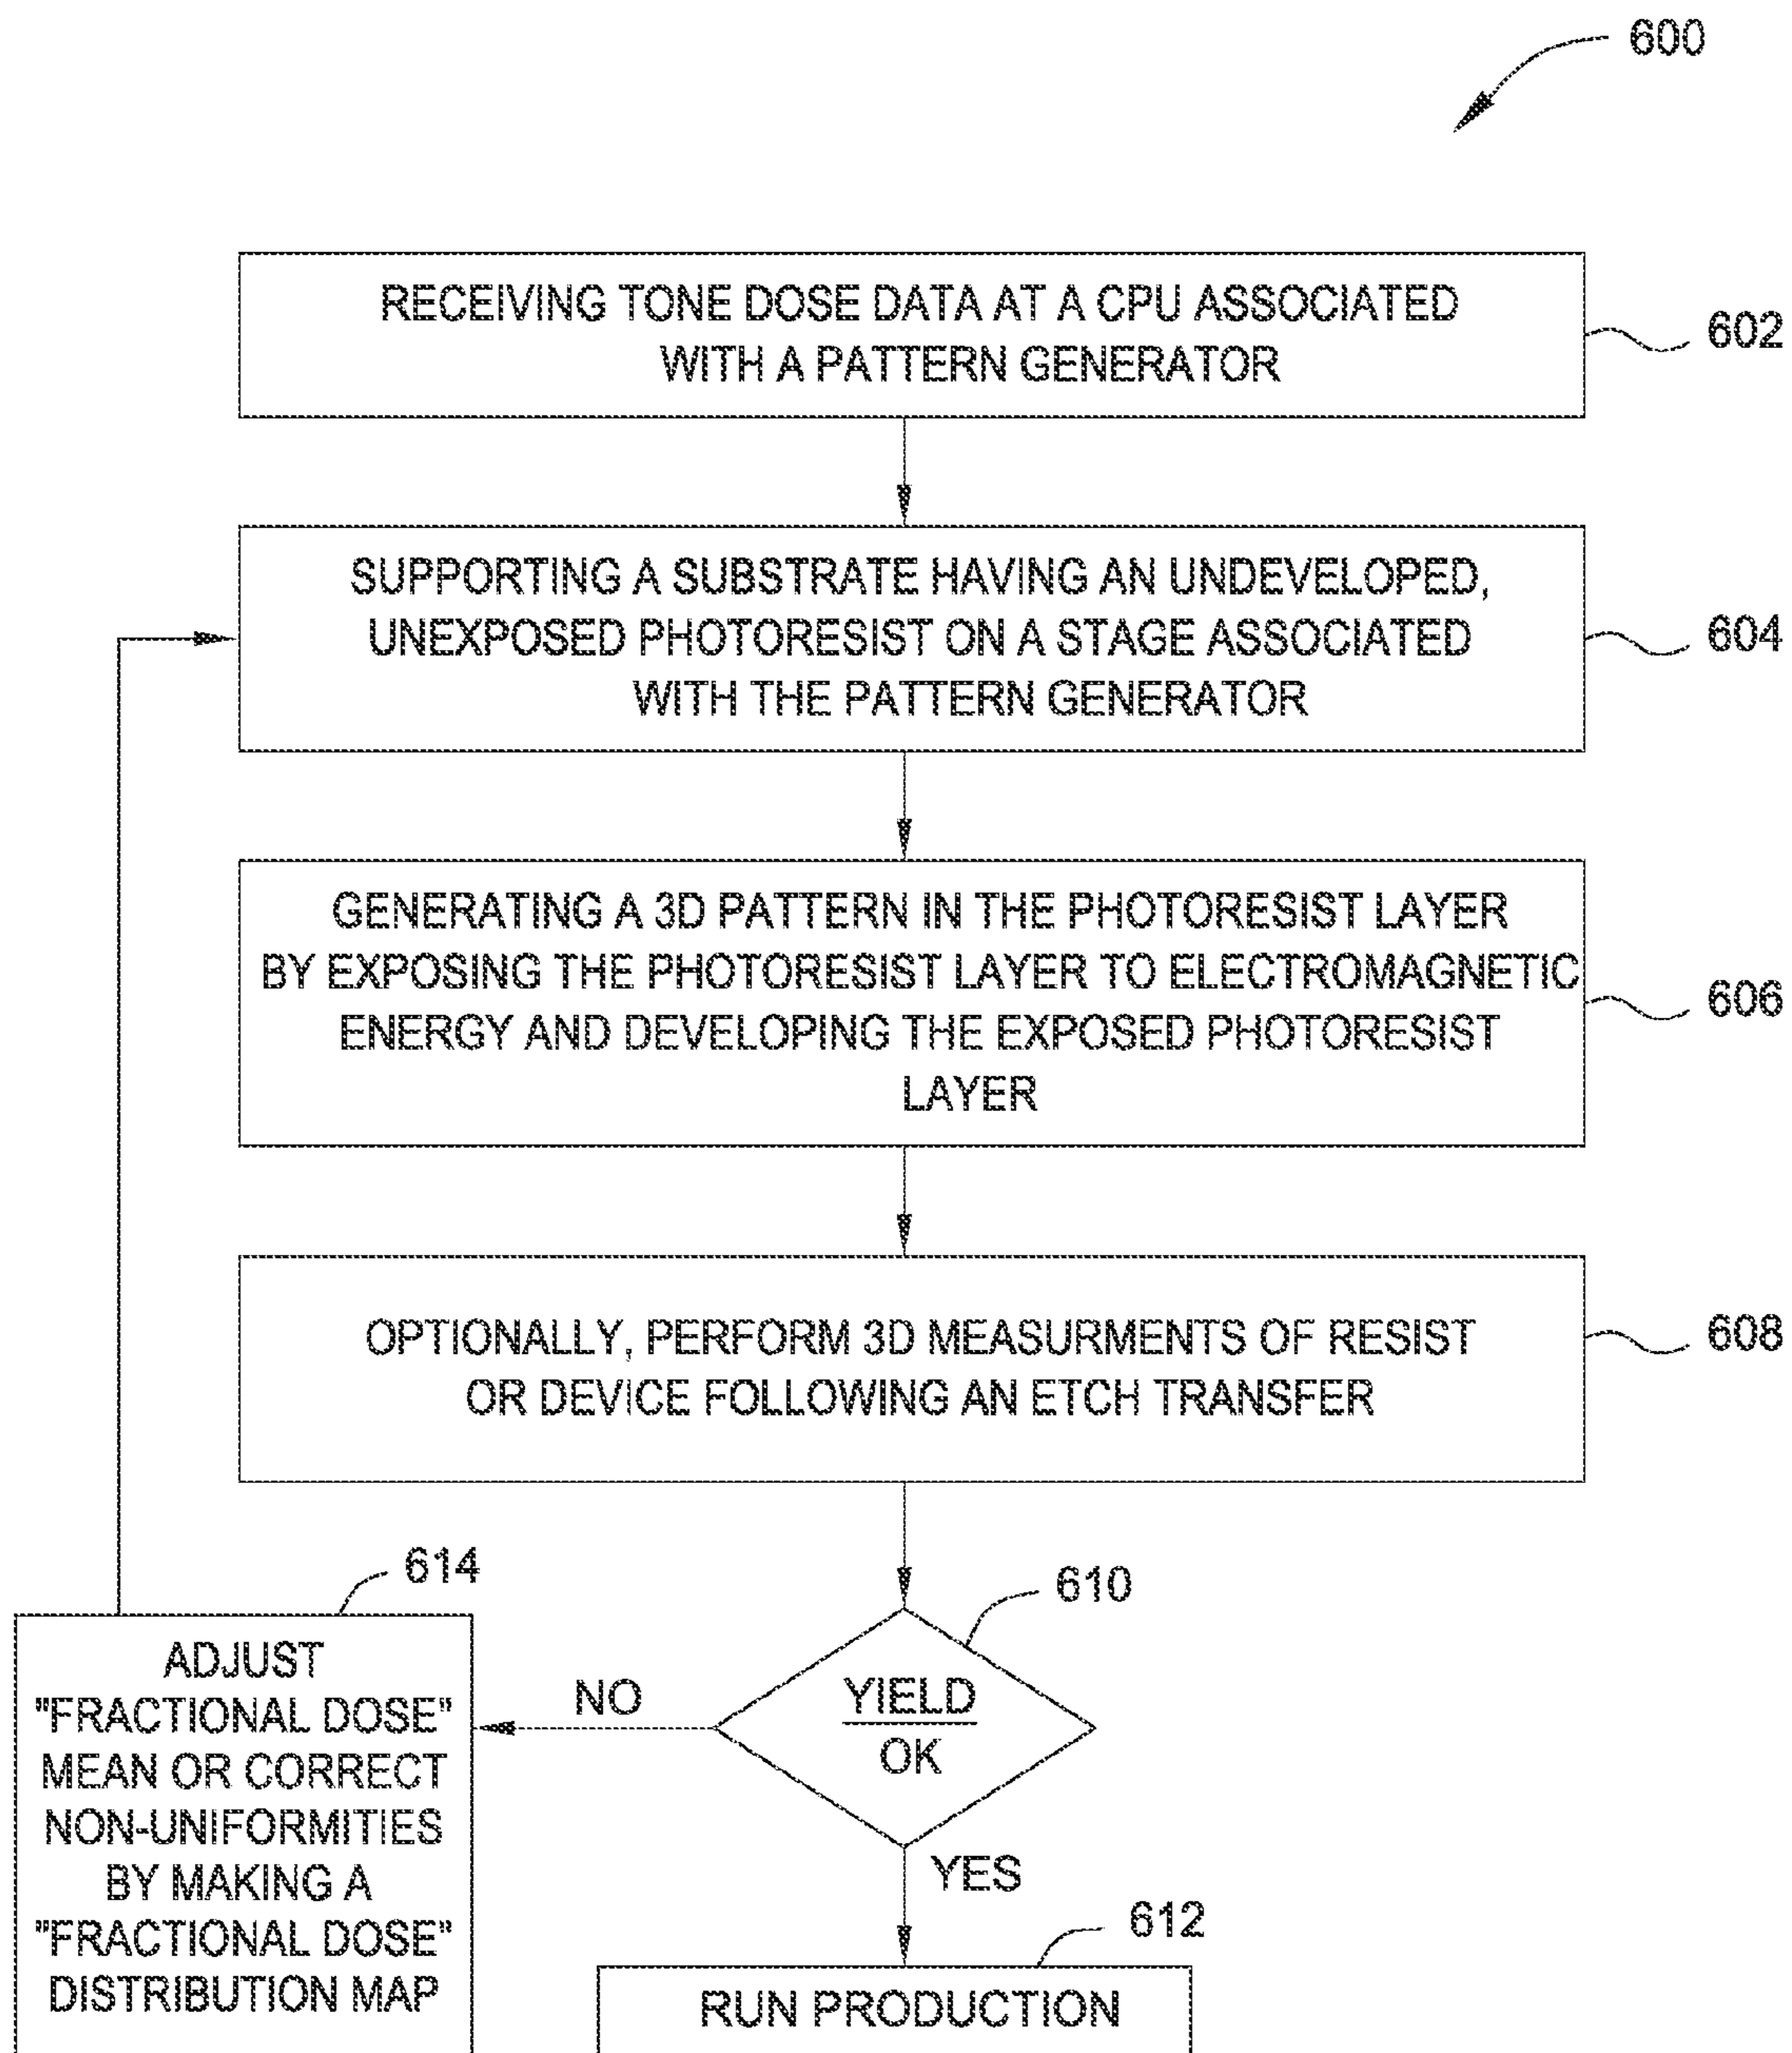 600
RECEIVING TONE DOSE DATA AT A CPU ASSOCIATED
WITH A PATTERN GENERATOR
602
SUPPORTING A SUBSTRATE HAVING AN UNDEVELOPED,
UNEXPOSED PHOTORESIST ON A STAGE ASSOCIATED
WITH THE PATTERN GENERATOR
604
GENERATING A 3D PATTERN IN THE PHOTORESIST LAYER
BY EXPOSING THE PHOTORESIST LAYER TO ELECTROMAGNETIC
ENERGY AND DEVELOPING THE EXPOSED PHOTORESIST
LAYER
606
OPTIONALLY, PERFORM 3D MEASURMENTS OF RESIST
OR DEVICE FOLLOWING AN ETCH TRANSFER
608
610
YIELD
OK
NO
YES
614
ADJUST
"FRACTIONAL DOSE"
MEAN OR CORRECT
NON-UNIFORMITIES
BY MAKING A
"FRACTIONAL DOSE"
DISTRIBUTION MAP
612
RUN PRODUCTION